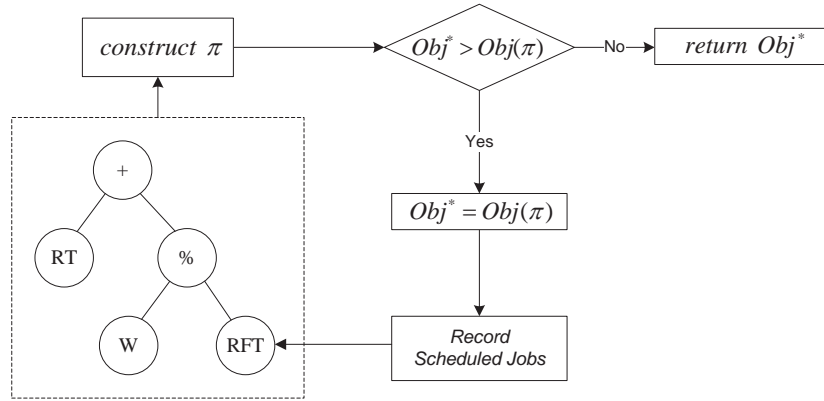 construct π
Obj* > Obj(π)
No
return Obj*
Yes
+
Obj* = Obj(π)
RT
%
W
RFT
Record
Scheduled Jobs